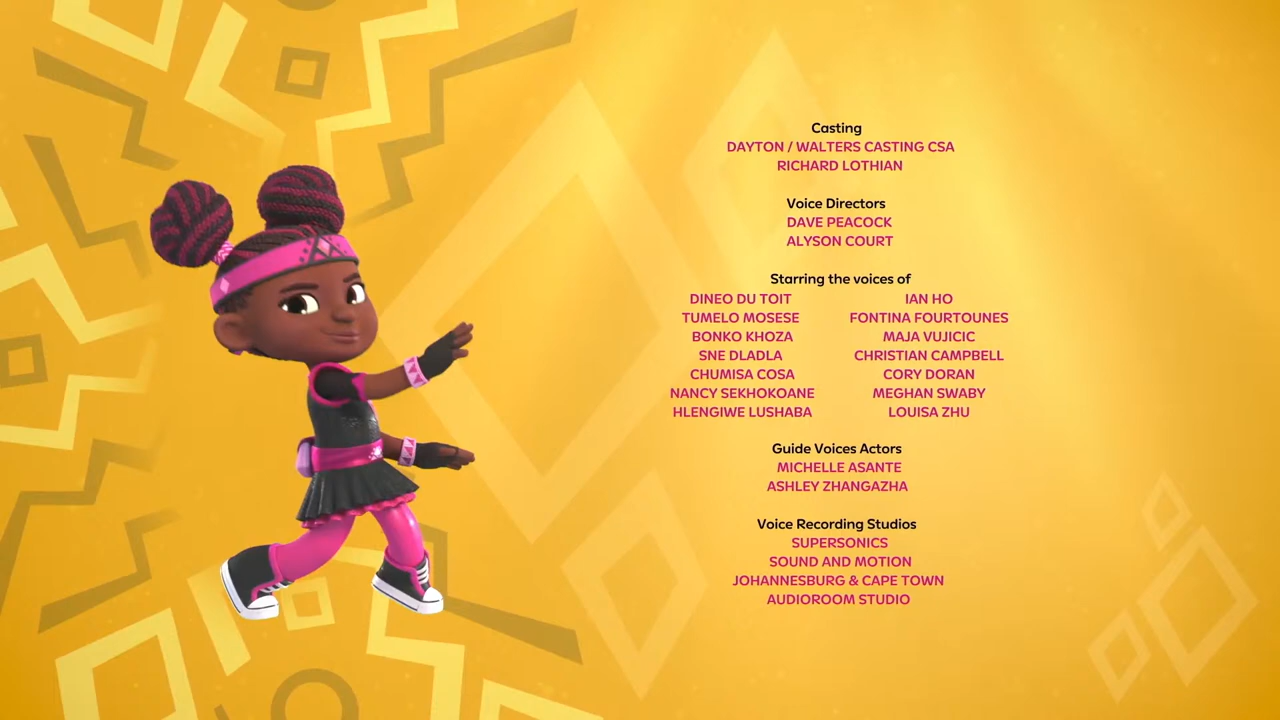 Casting
DAYTON / WALTERS CASTING CSA
RICHARD LOTHIAN
Voice Directors
DAVE PEACOCK
ALYSON COURT
Starring the voices of
DINEO DU TOIT
TUMELO MOSESE
BONKO KHOZA
SNE DLADLA
CHUMISA COSA
NANCY SEKHOKOANE
HLENGIWE LUSHABA
IAN HO
FONTINA FOURTOUNES
MAJA VUJICIC
CHRISTIAN CAMPBELL
CORY DORAN
MEGHAN SWABY
LOUISA ZHU
Guide Voices Actors
MICHELLE ASANTE
ASHLEY ZHANGAZHA
Voice Recording Studios
SUPERSONICS
SOUND AND MOTION
JOHANNESBURG & CAPE TOWN
AUDIOROOM STUDIO